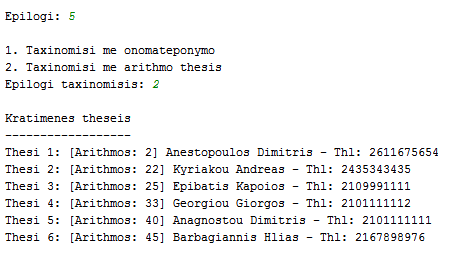 Epilogi: 5
1. Taxinomisi me onomateponymo
2. Taxinomisi me arithmo thesis
Epilogi taxinomisis: 2
Kratimenes theseis
------------------
Thesi 1: [Arithmos: 2] Anestopoulos Dimitris - Thl: 2611675654
Thesi 2: [Arithmos: 22] Kyriakou Andreas - Thl: 2435343435
Thesi 3: [Arithmos: 25] Epibatis Kapoios - Thl: 2109991111
Thesi 4: [Arithmos: 33] Georgiou Giorgos - Thl: 2101111112
Thesi 5: [Arithmos: 40] Anagnostou Dimitris - Thl: 2101111111
Thesi 6: [Arithmos: 45] Barbagiannis Hlias - Thl: 2167898976